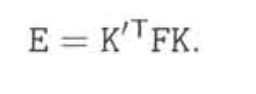 E = K′ᵀFK.